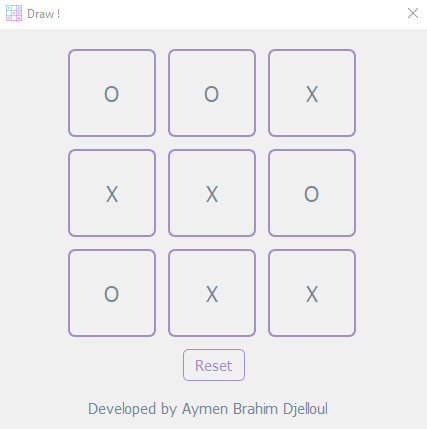 Draw !
O O X
X X O
O X X
Reset
Developed by Aymen Brahim Djelloul